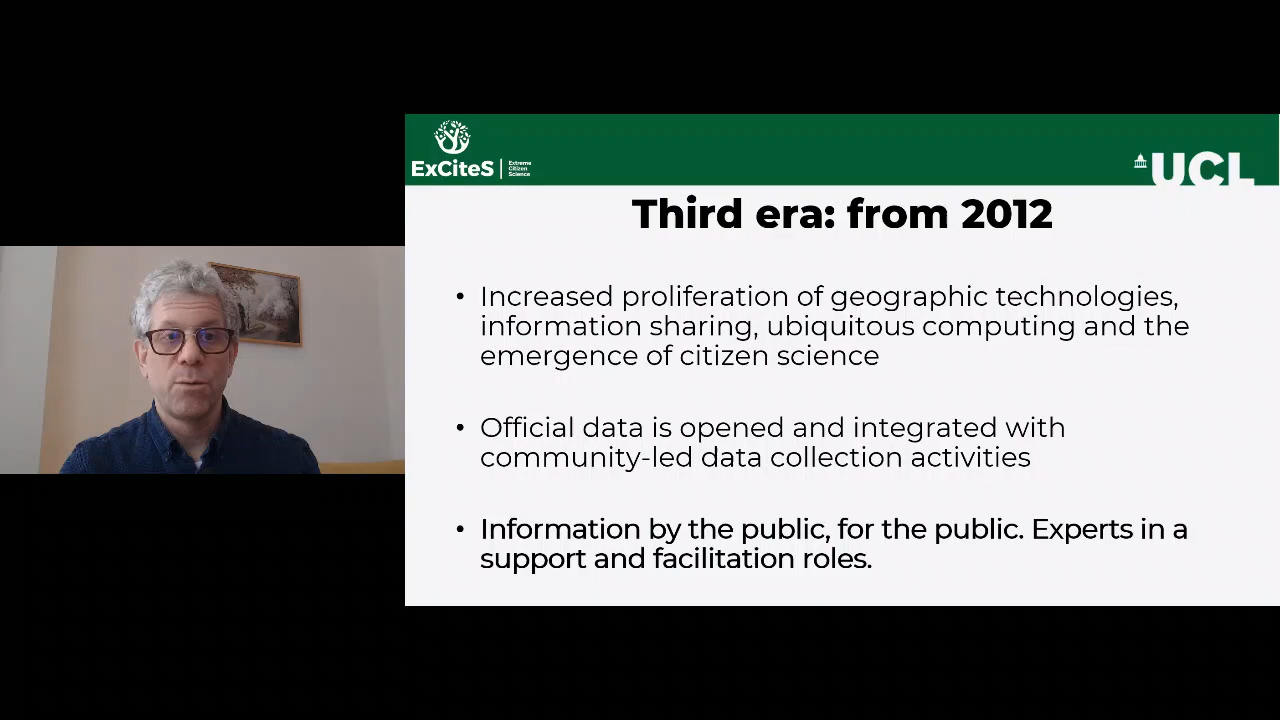 ExCiteS
Extreme
Citizen
Science
UCL
Third era: from 2012
• Increased proliferation of geographic technologies,
information sharing, ubiquitous computing and the
emergence of citizen science
• Official data is opened and integrated with
community-led data collection activities
• Information by the public, for the public. Experts in a
support and facilitation roles.